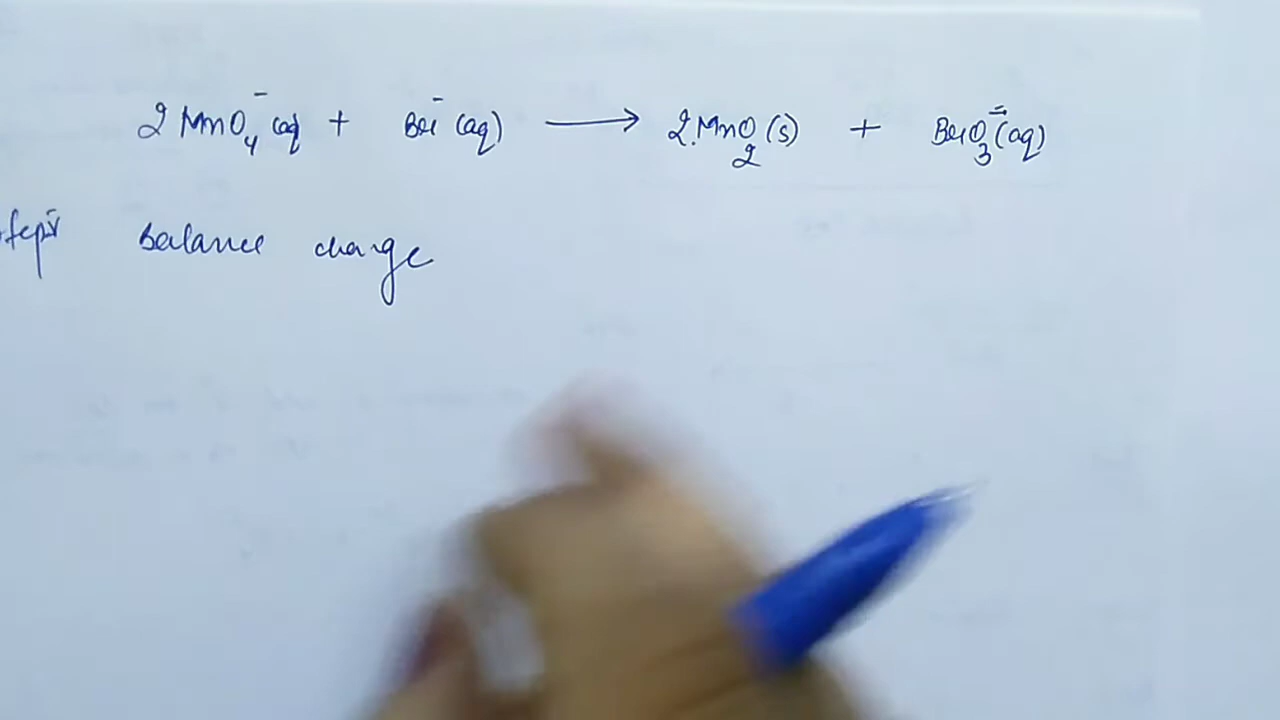 2 MnO₄⁻ (aq) + Br⁻ (aq) ⟶ 2 MnO₂ (s) + BrO₃⁻ (aq)
Balance charge